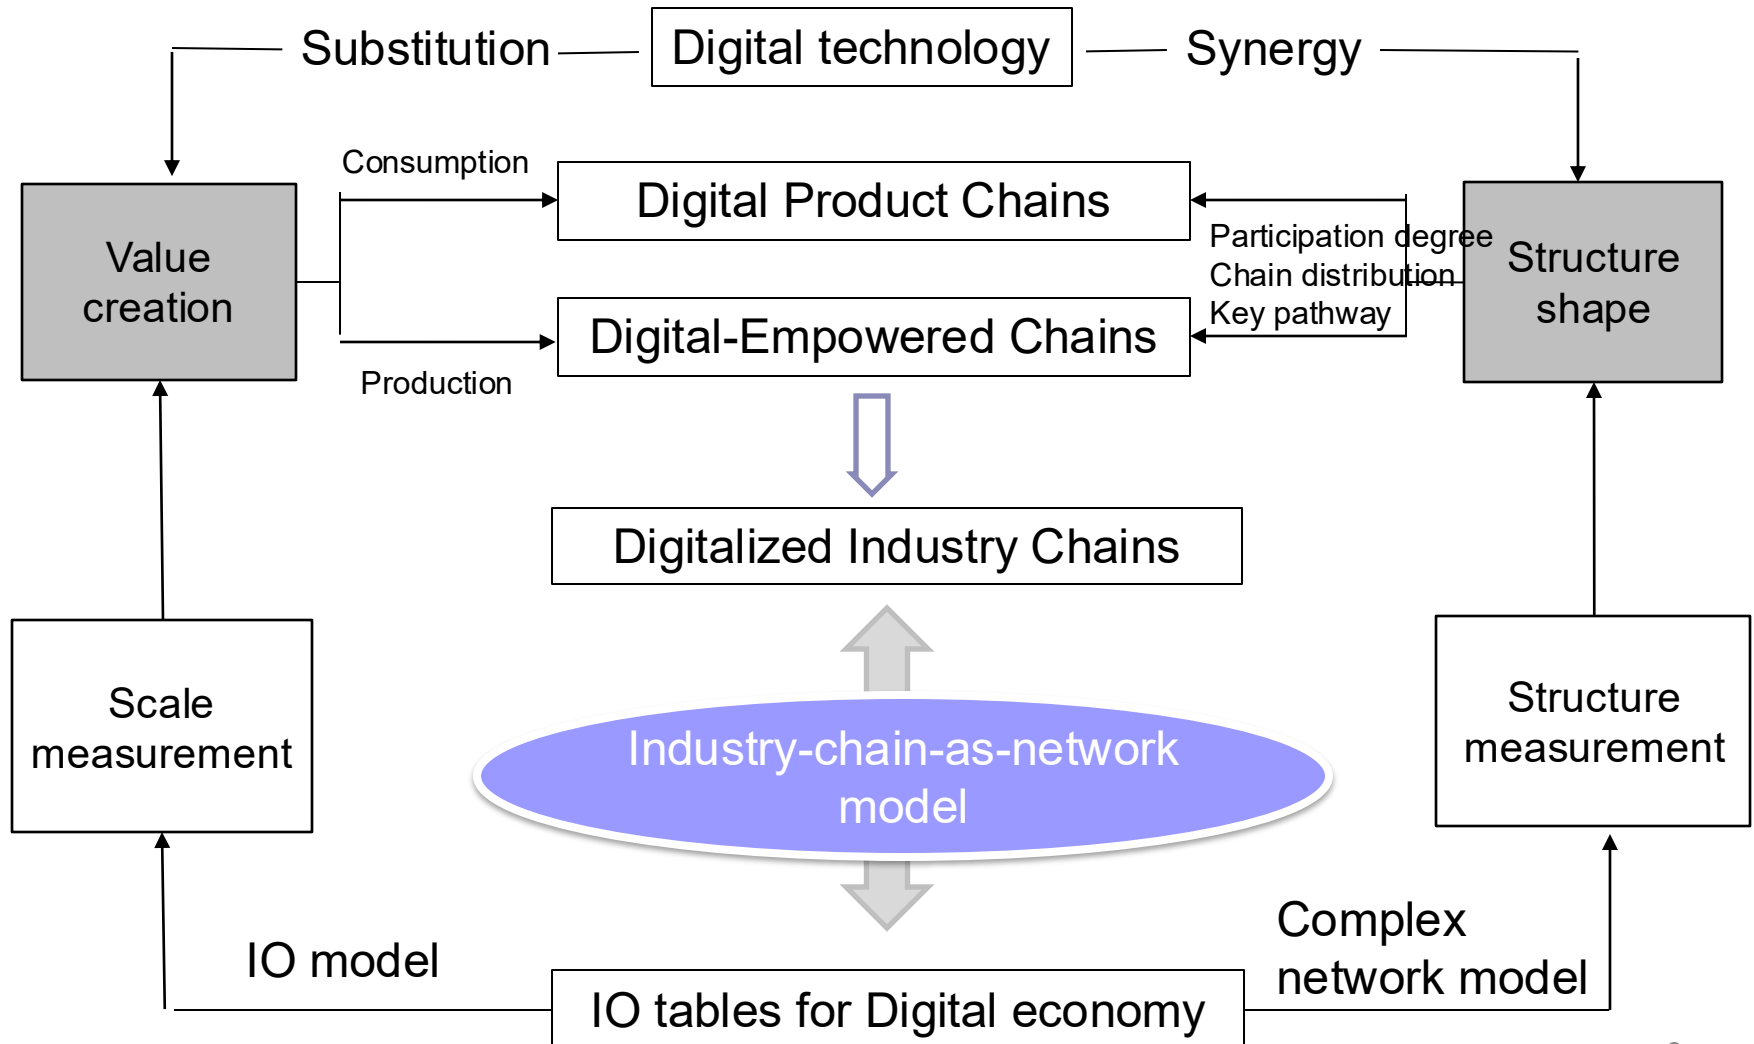 Substitution
Digital technology
Synergy
Consumption
Digital Product Chains
Participation degree
Chain distribution
Key pathway
Value
creation
Structure
shape
Digital-Empowered Chains
Production
Digitalized Industry Chains
Scale
measurement
Structure
measurement
Industry-chain-as-network
model
IO model
Complex
network model
IO tables for Digital economy